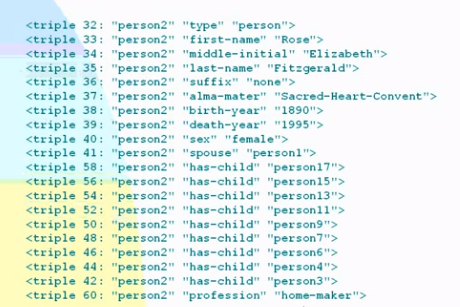 <triple 32: "person2" "type" "person">
<triple 33: "person2" "first-name" "Rose">
<triple 34: "person2" "middle-initial" "Elizabeth">
<triple 35: "person2" "last-name" "Fitzgerald">
<triple 36: "person2" "suffix" "none">
<triple 37: "person2" "alma-mater" "Sacred-Heart-Convent">
<triple 38: "person2" "birth-year" "1890">
<triple 39: "person2" "death-year" "1995">
<triple 40: "person2" "sex" "female">
<triple 41: "person2" "spouse" "person1">
<triple 58: "person2" "has-child" "person17">
<triple 56: "person2" "has-child" "person15">
<triple 54: "person2" "has-child" "person13">
<triple 52: "person2" "has-child" "person11">
<triple 50: "person2" "has-child" "person9">
<triple 48: "person2" "has-child" "person7">
<triple 46: "person2" "has-child" "person6">
<triple 44: "person2" "has-child" "person4">
<triple 42: "person2" "has-child" "person3">
<triple 60: "person2" "profession" "home-maker">